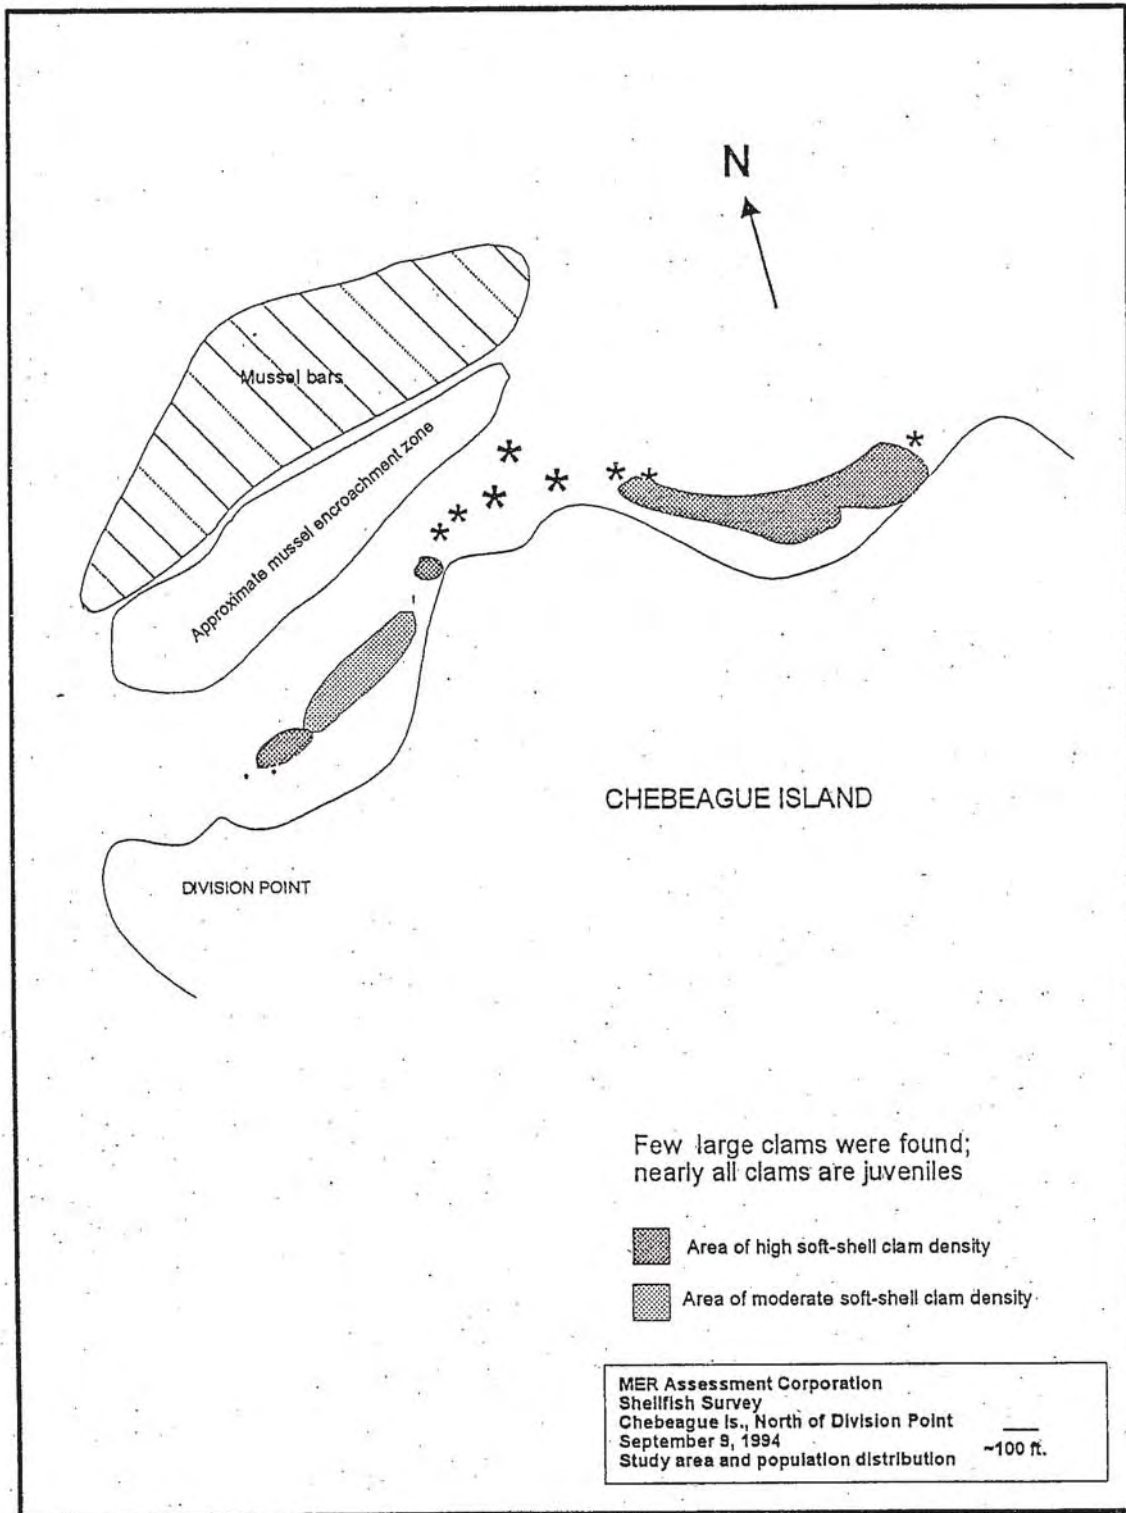 N
Mussel bars
Approximate mussel encroachment zone
CHEBEAGUE ISLAND
DIVISION POINT
Few large clams were found;
nearly all clams are juveniles
Area of high soft-shell clam density
Area of moderate soft-shell clam density
MER Assessment Corporation
Shellfish Survey
Chebeague Is., North of Division Point
September 9, 1994
Study area and population distribution
~100 ft.